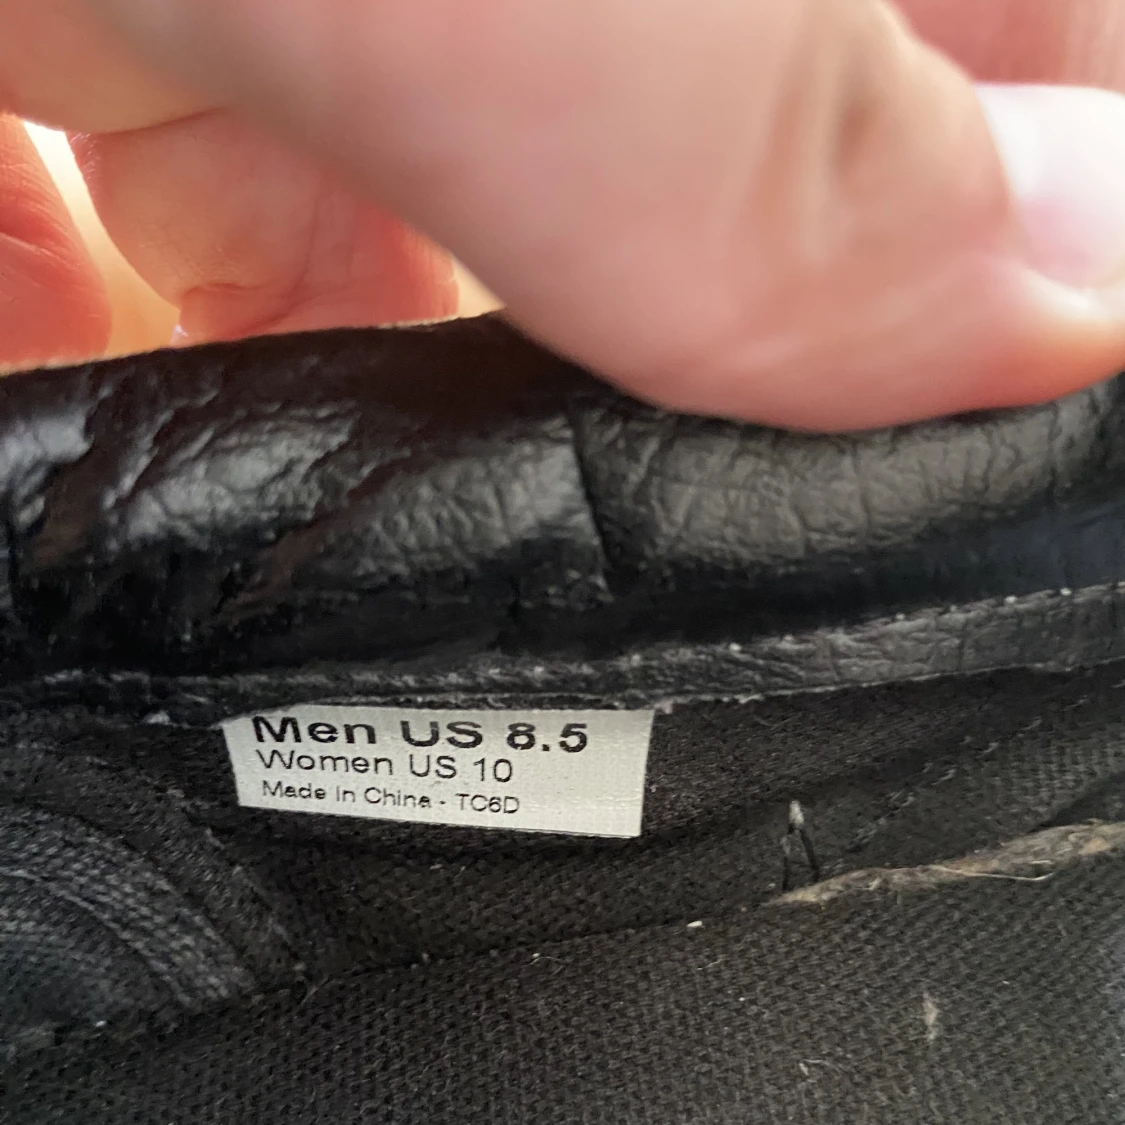 Men US 8.5
Women US 10
Made in China - TC6D